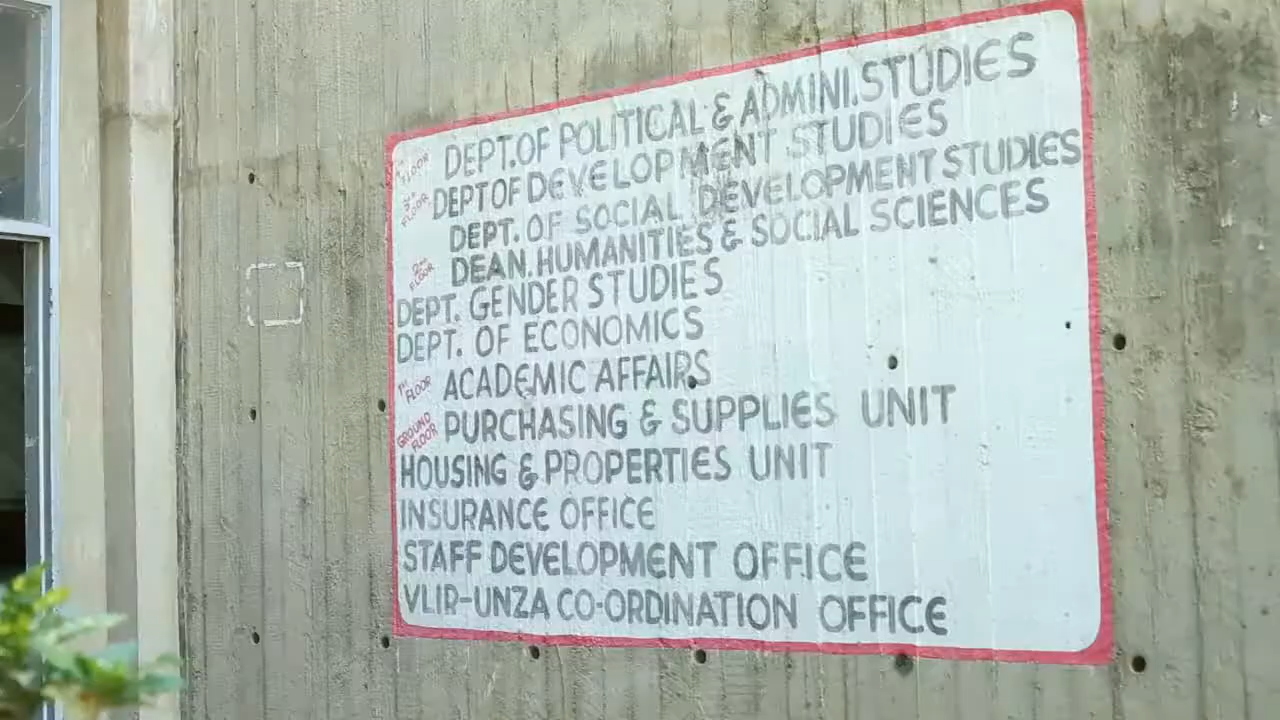 DEPT.OF POLITICAL & ADMINI.STUDIES
3rd FLOOR DEPT OF DEVELOPMENT STUDIES
DEPT. OF SOCIAL DEVELOPMENT STUDIES
2ND FLOOR DEAN.HUMANITIES & SOCIAL SCIENCES
DEPT. GENDER STUDIES
DEPT. OF ECONOMICS
1ST FLOOR ACADEMIC AFFAIRS
GROUND FLOOR PURCHASING & SUPPLIES UNIT
HOUSING & PROPERTIES UNIT
INSURANCE OFFICE
STAFF DEVELOPMENT OFFICE
VLIR-UNZA CO-ORDINATION OFFICE